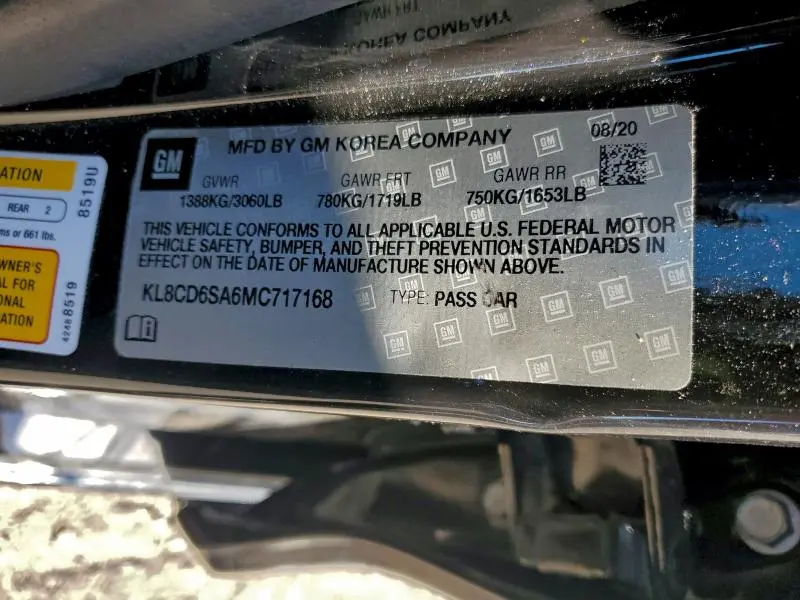 KOREA COMPANY
ATION
REAR 2
8519U
ms or 661 lbs.
WNER'S
AL FOR
ONAL
ATION
42488519
GM
MFD BY GM KOREA COMPANY
08/20
GVWR GAWR FRT GAWR RR
1388KG/3060LB 780KG/1719LB 750KG/1653LB
THIS VEHICLE CONFORMS TO ALL APPLICABLE U.S. FEDERAL MOTOR
VEHICLE SAFETY, BUMPER, AND THEFT PREVENTION STANDARDS IN
EFFECT ON THE DATE OF MANUFACTURE SHOWN ABOVE.
KL8CD6SA6MC717168 TYPE: PASS CAR